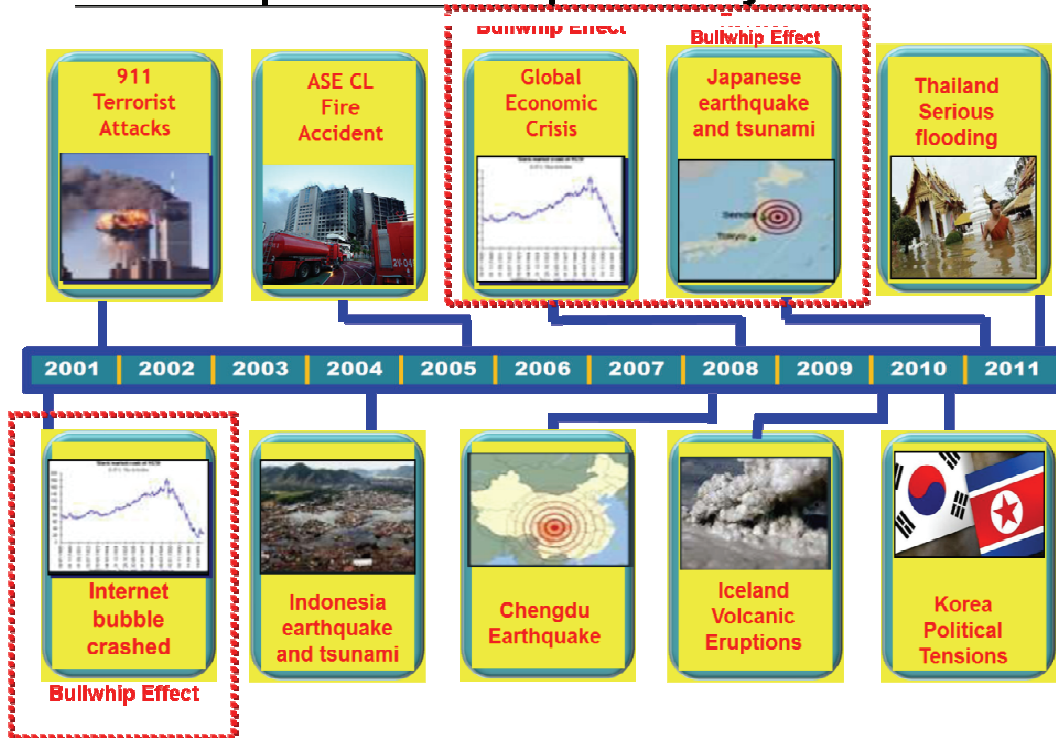 Bullwhip Effect
Bullwhip Effect
911
Terrorist
Attacks
ASE CL
Fire
Accident
Global
Economic
Crisis
Japanese
earthquake
and tsunami
Sendai
Tokyo
Thailand
Serious
flooding
2001 2002 2003 2004 2005 2006 2007 2008 2009 2010 2011
Internet
bubble
crashed
Bullwhip Effect
Indonesia
earthquake
and tsunami
Chengdu
Earthquake
Iceland
Volcanic
Eruptions
Korea
Political
Tensions